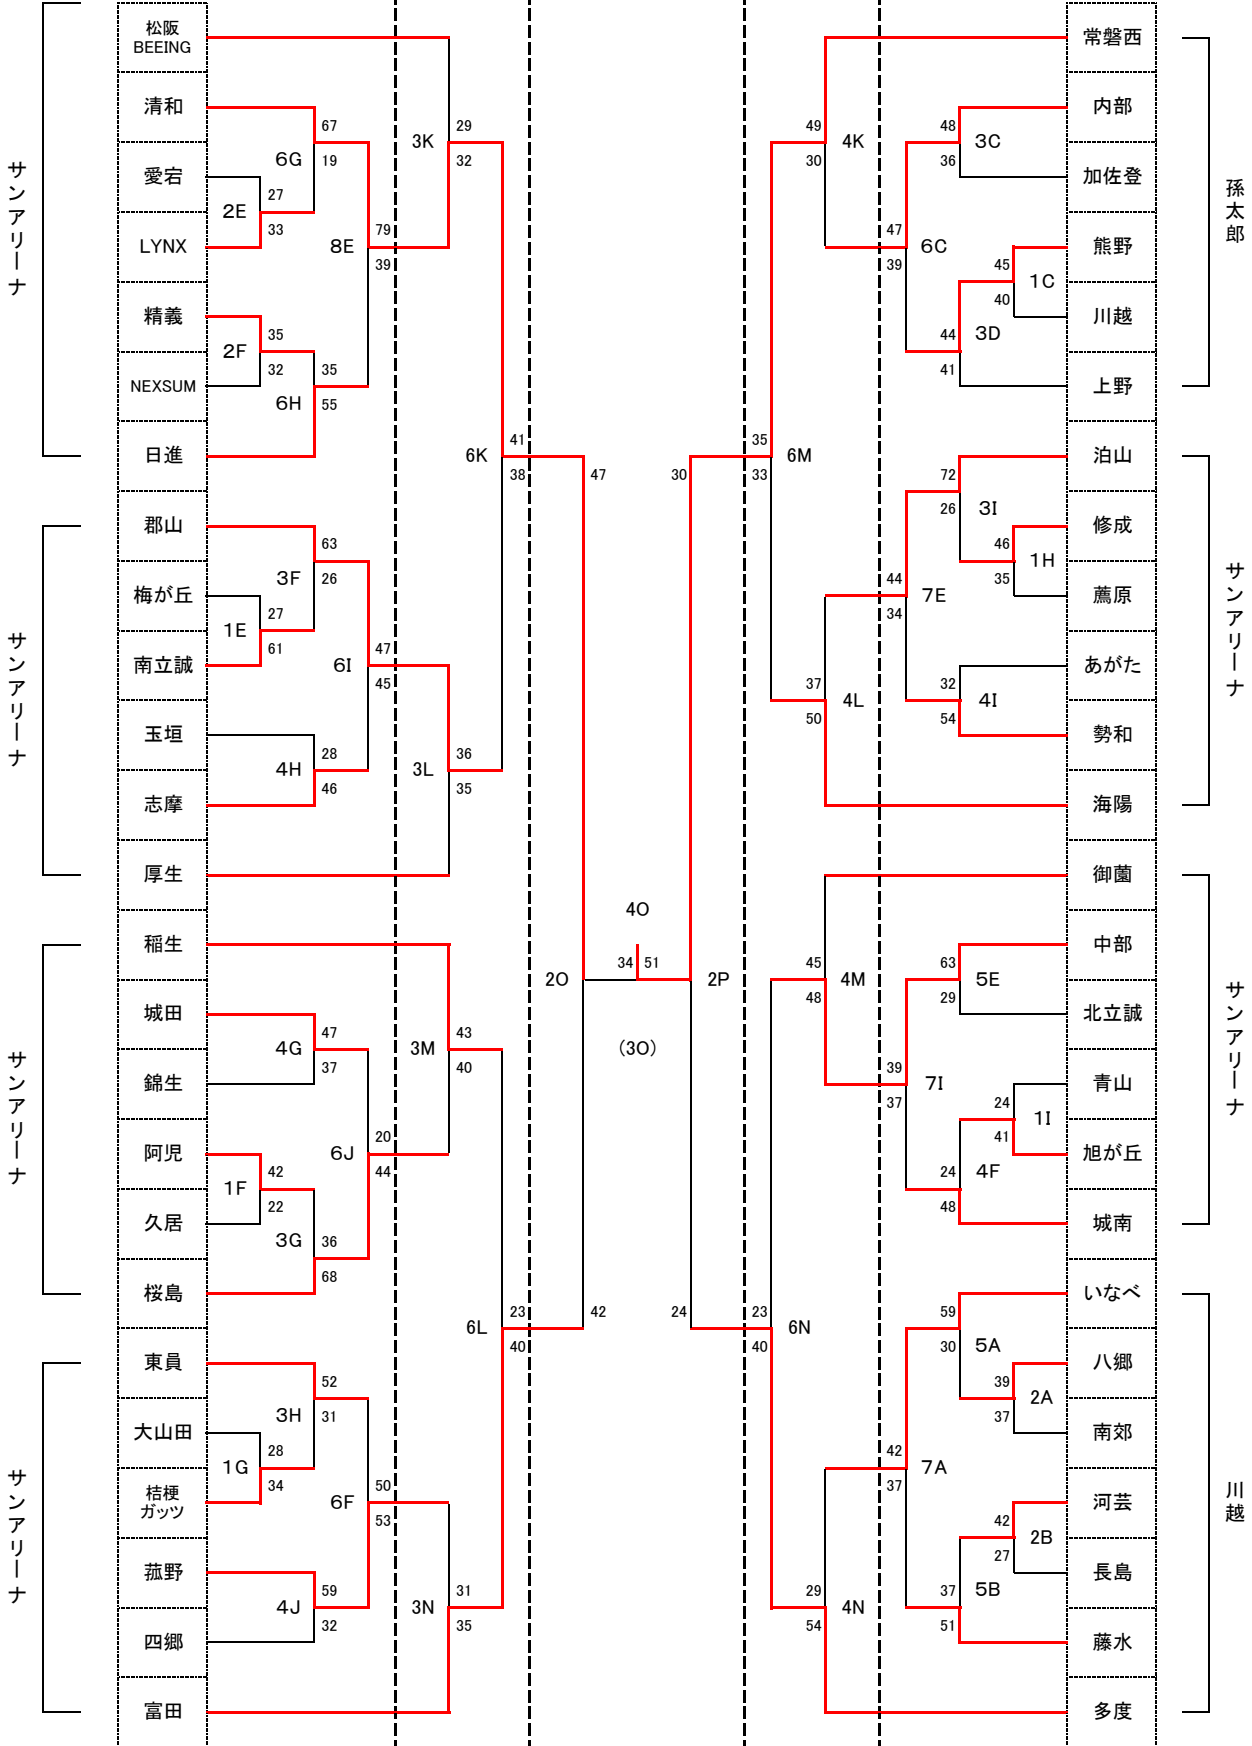 サンアリーナ
サンアリーナ
サンアリーナ
サンアリーナ
松阪
BEEING
清和
愛宕
LYNX
精義
NEXSUM
日進
郡山
梅が丘
南立誠
玉垣
志摩
厚生
稲生
城田
錦生
阿児
久居
桜島
東員
大山田
桔梗
ガッツ
菰野
四郷
富田
2E
27
33
6G
67
19
2F
35
32
6H
35
55
8E
79
39
3K
29
32
1E
27
61
3F
63
26
4H
28
46
6I
47
45
3L
36
35
6K
41
38
4G
47
37
1F
42
22
3G
36
68
6J
20
44
3M
43
40
1G
28
34
3H
52
31
4J
59
32
6F
50
53
3N
31
35
6L
23
40
2O
47
42
4O
34
51
(3O)
2P
30
24
6M
35
33
4K
49
30
6C
47
39
3C
48
36
3D
44
41
1C
45
40
4L
37
50
7E
44
34
3I
72
26
1H
46
35
4I
32
54
6N
23
40
4M
45
48
7I
39
37
5E
63
29
4F
24
48
1I
24
41
4N
29
54
7A
42
37
5A
59
30
2A
39
37
5B
37
51
2B
42
27
常磐西
内部
加佐登
熊野
川越
上野
泊山
修成
薦原
あがた
勢和
海陽
御薗
中部
北立誠
青山
旭が丘
城南
いなべ
八郷
南郊
河芸
長島
藤水
多度
孫太郎
サンアリーナ
サンアリーナ
川越